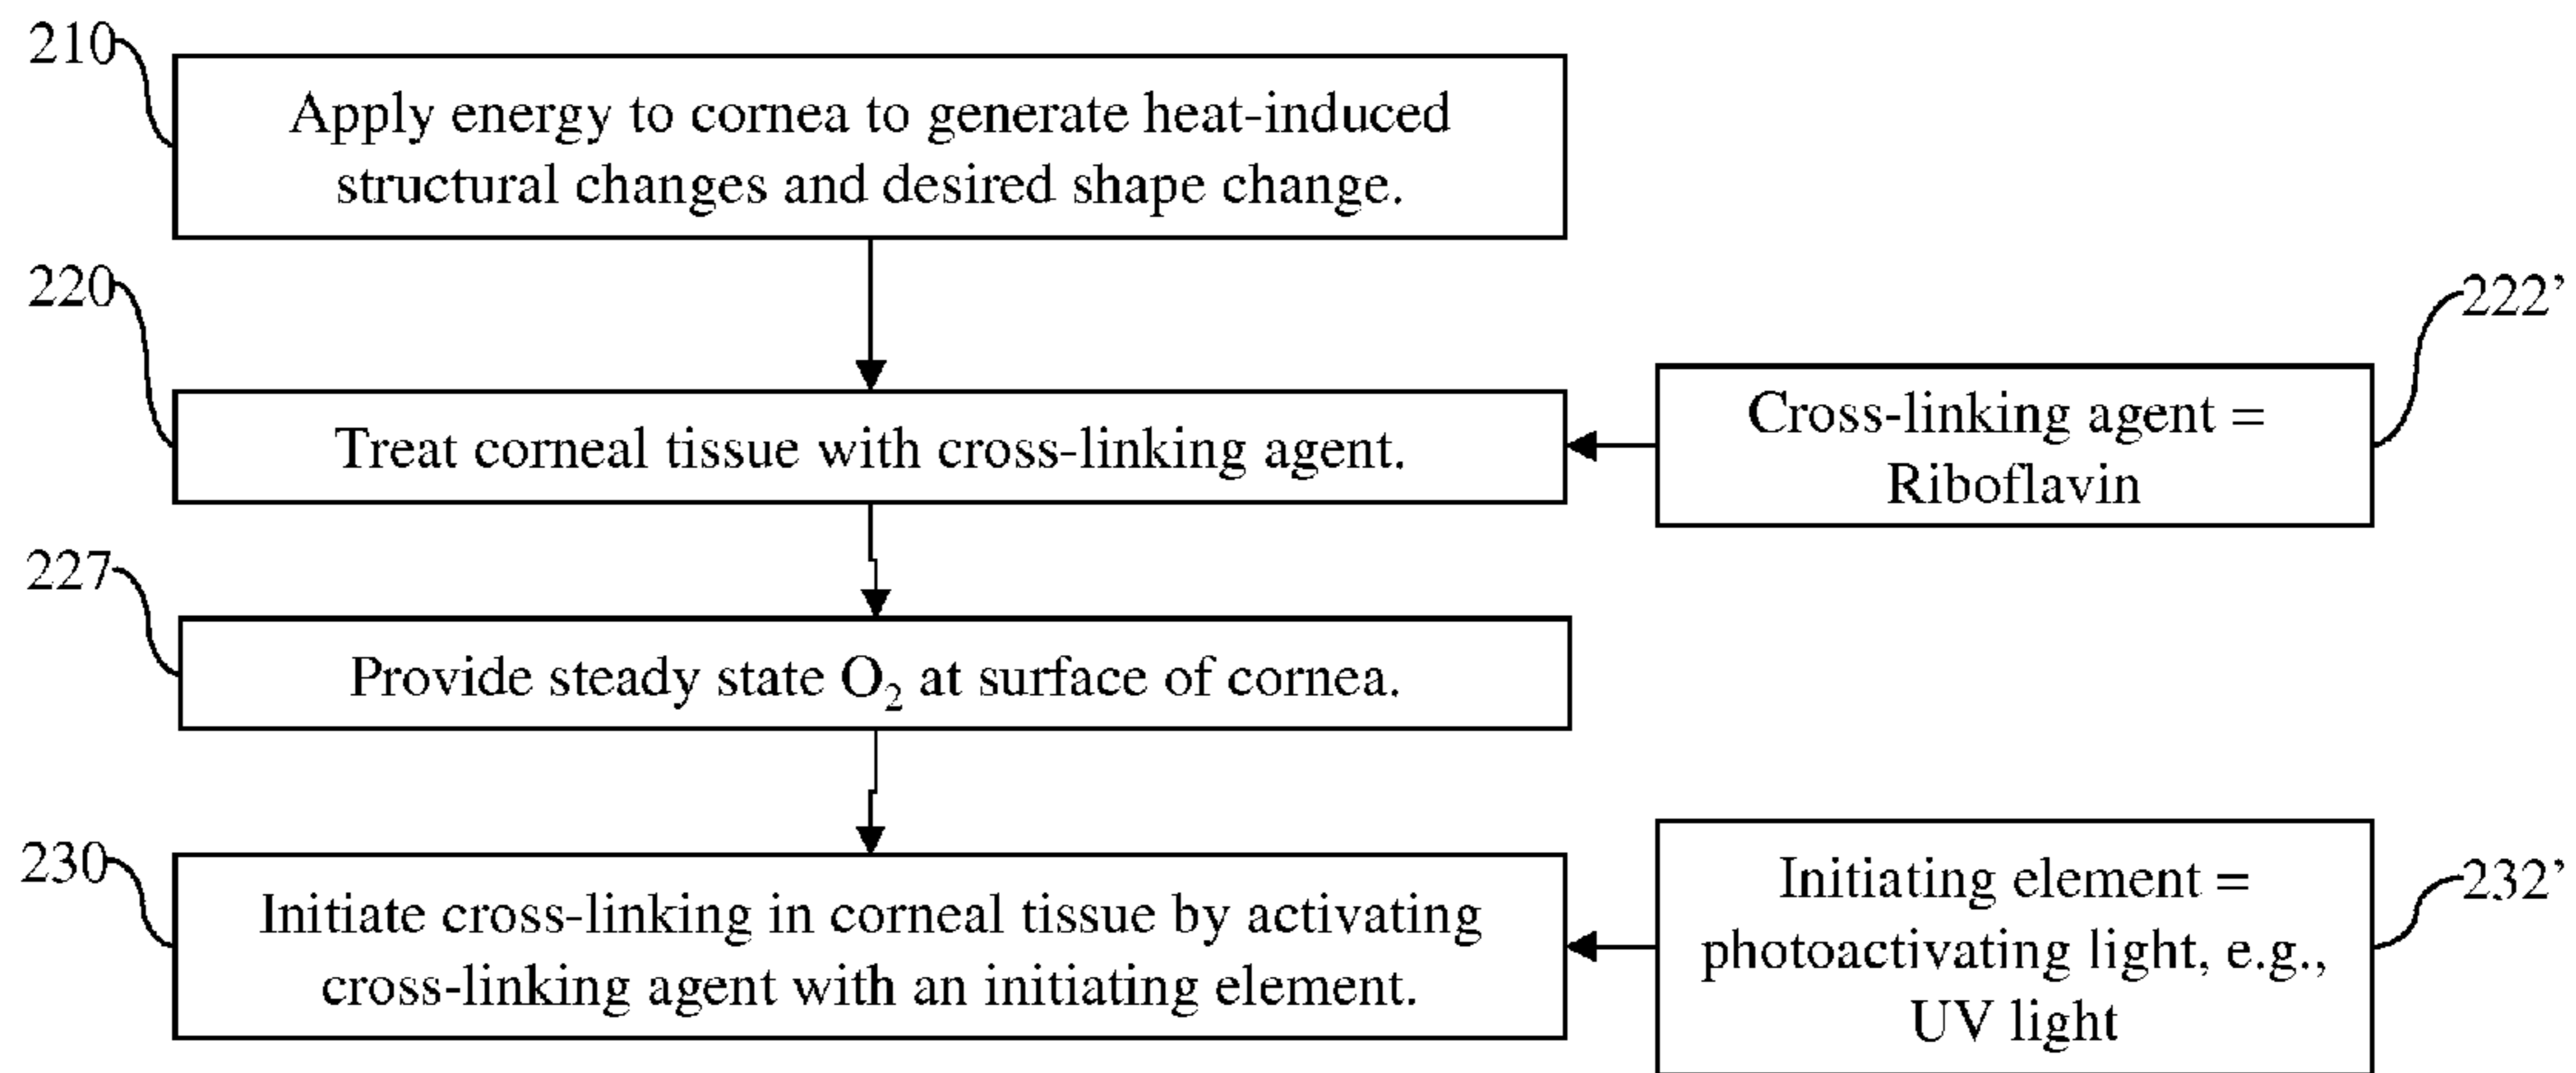 210
Apply energy to cornea to generate heat-induced
structural changes and desired shape change.
220
222’
Treat corneal tissue with cross-linking agent.
Cross-linking agent =
Riboflavin
227
Provide steady state O₂ at surface of cornea.
230
232’
Initiate cross-linking in corneal tissue by activating
cross-linking agent with an initiating element.
Initiating element =
photoactivating light, e.g.,
UV light